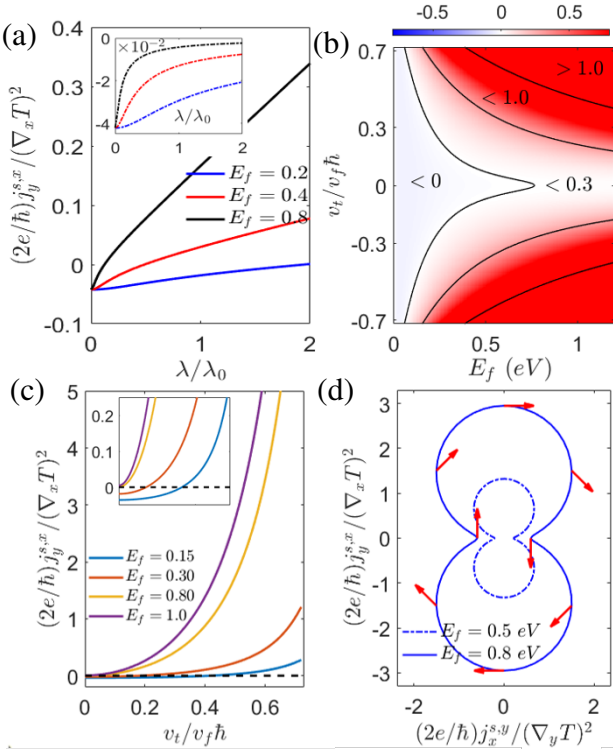 (a)
(2e/ħ)j_y^{s,x}/(∇_xT)^2
0.4
0.3
0.2
0.1
0
-0.1
0
1
2
λ/λ_0
×10^{-2}
0
-2
-4
0
1
2
λ/λ_0
E_f = 0.2
E_f = 0.4
E_f = 0.8
(b)
-0.5
0
0.5
v_t/v_fħ
0.7
0.3
0
-0.3
-0.7
> 1.0
< 1.0
< 0
< 0.3
0
0.5
1
E_f (eV)
(c)
(2e/ħ)j_y^{s,x}/(∇_xT)^2
5
4
3
2
1
0
0.2
0.1
0
E_f = 0.15
E_f = 0.30
E_f = 0.80
E_f = 1.0
0
0.2
0.4
0.6
v_t/v_fħ
(d)
(2e/ħ)j_y^{s,x}/(∇_xT)^2
3
2
1
0
-1
-2
-3
E_f = 0.5 eV
E_f = 0.8 eV
-2
0
2
(2e/ħ)j_x^{s,y}/(∇_yT)^2